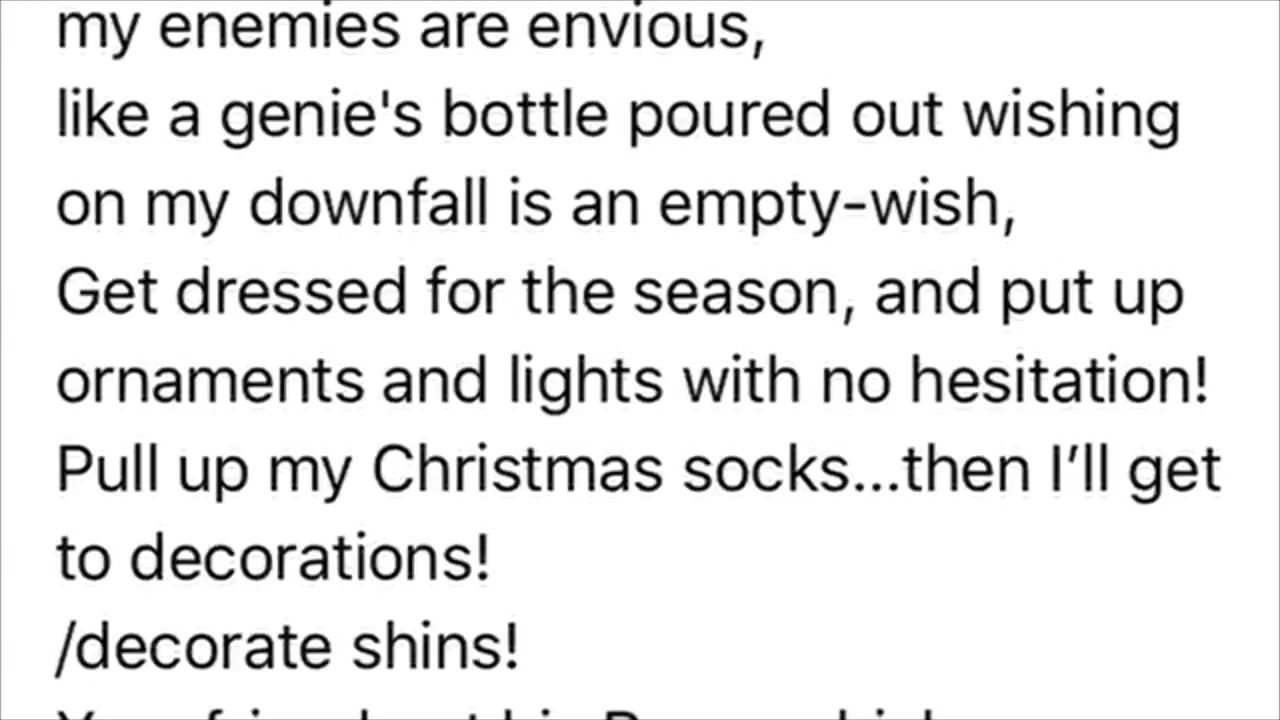 my enemies are envious,
like a genie's bottle poured out wishing
on my downfall is an empty-wish,
Get dressed for the season, and put up
ornaments and lights with no hesitation!
Pull up my Christmas socks...then I’ll get
to decorations!
/decorate shins!